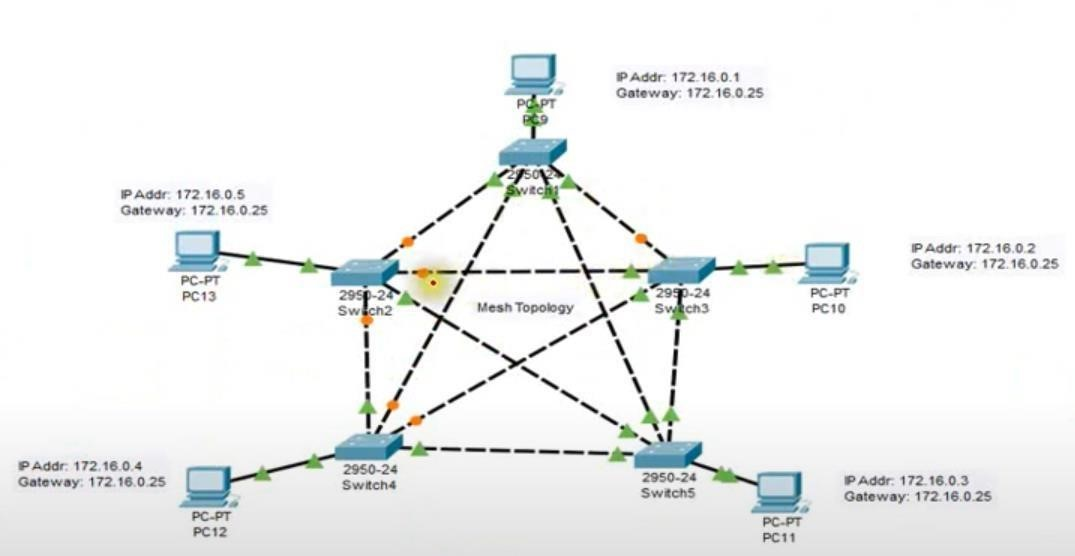 IP Addr: 172.16.0.1
Gateway: 172.16.0.25
PC-PT
PC9
2950-24
Switch1
IP Addr: 172.16.0.5
Gateway: 172.16.0.25
PC-PT
PC13
2950-24
Switch2
Mesh Topology
2950-24
Switch3
PC-PT
PC10
IP Addr: 172.16.0.2
Gateway: 172.16.0.25
IP Addr: 172.16.0.4
Gateway: 172.16.0.25
PC-PT
PC12
2950-24
Switch4
2950-24
Switch5
PC-PT
PC11
IP Addr: 172.16.0.3
Gateway: 172.16.0.25